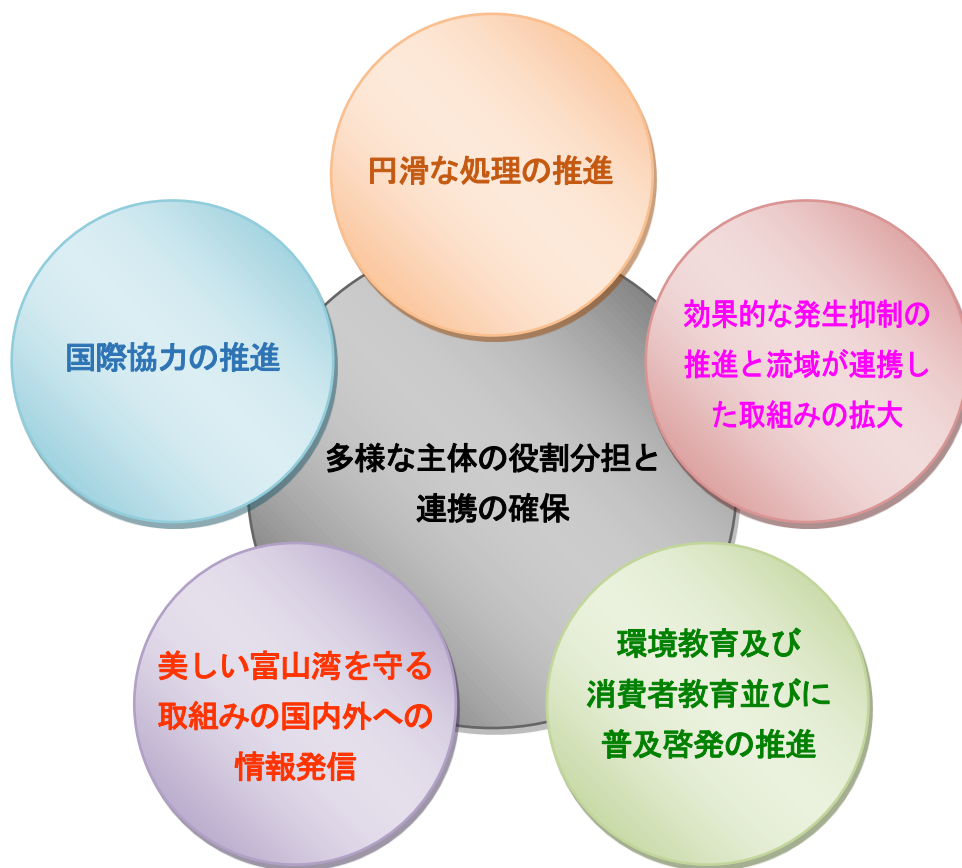 円滑な処理の推進
効果的な発生抑制の
推進と流域が連携し
た取組みの拡大
国際協力の推進
多様な主体の役割分担と
連携の確保
環境教育及び
消費者教育並びに
普及啓発の推進
美しい富山湾を守る
取組みの国内外への
情報発信